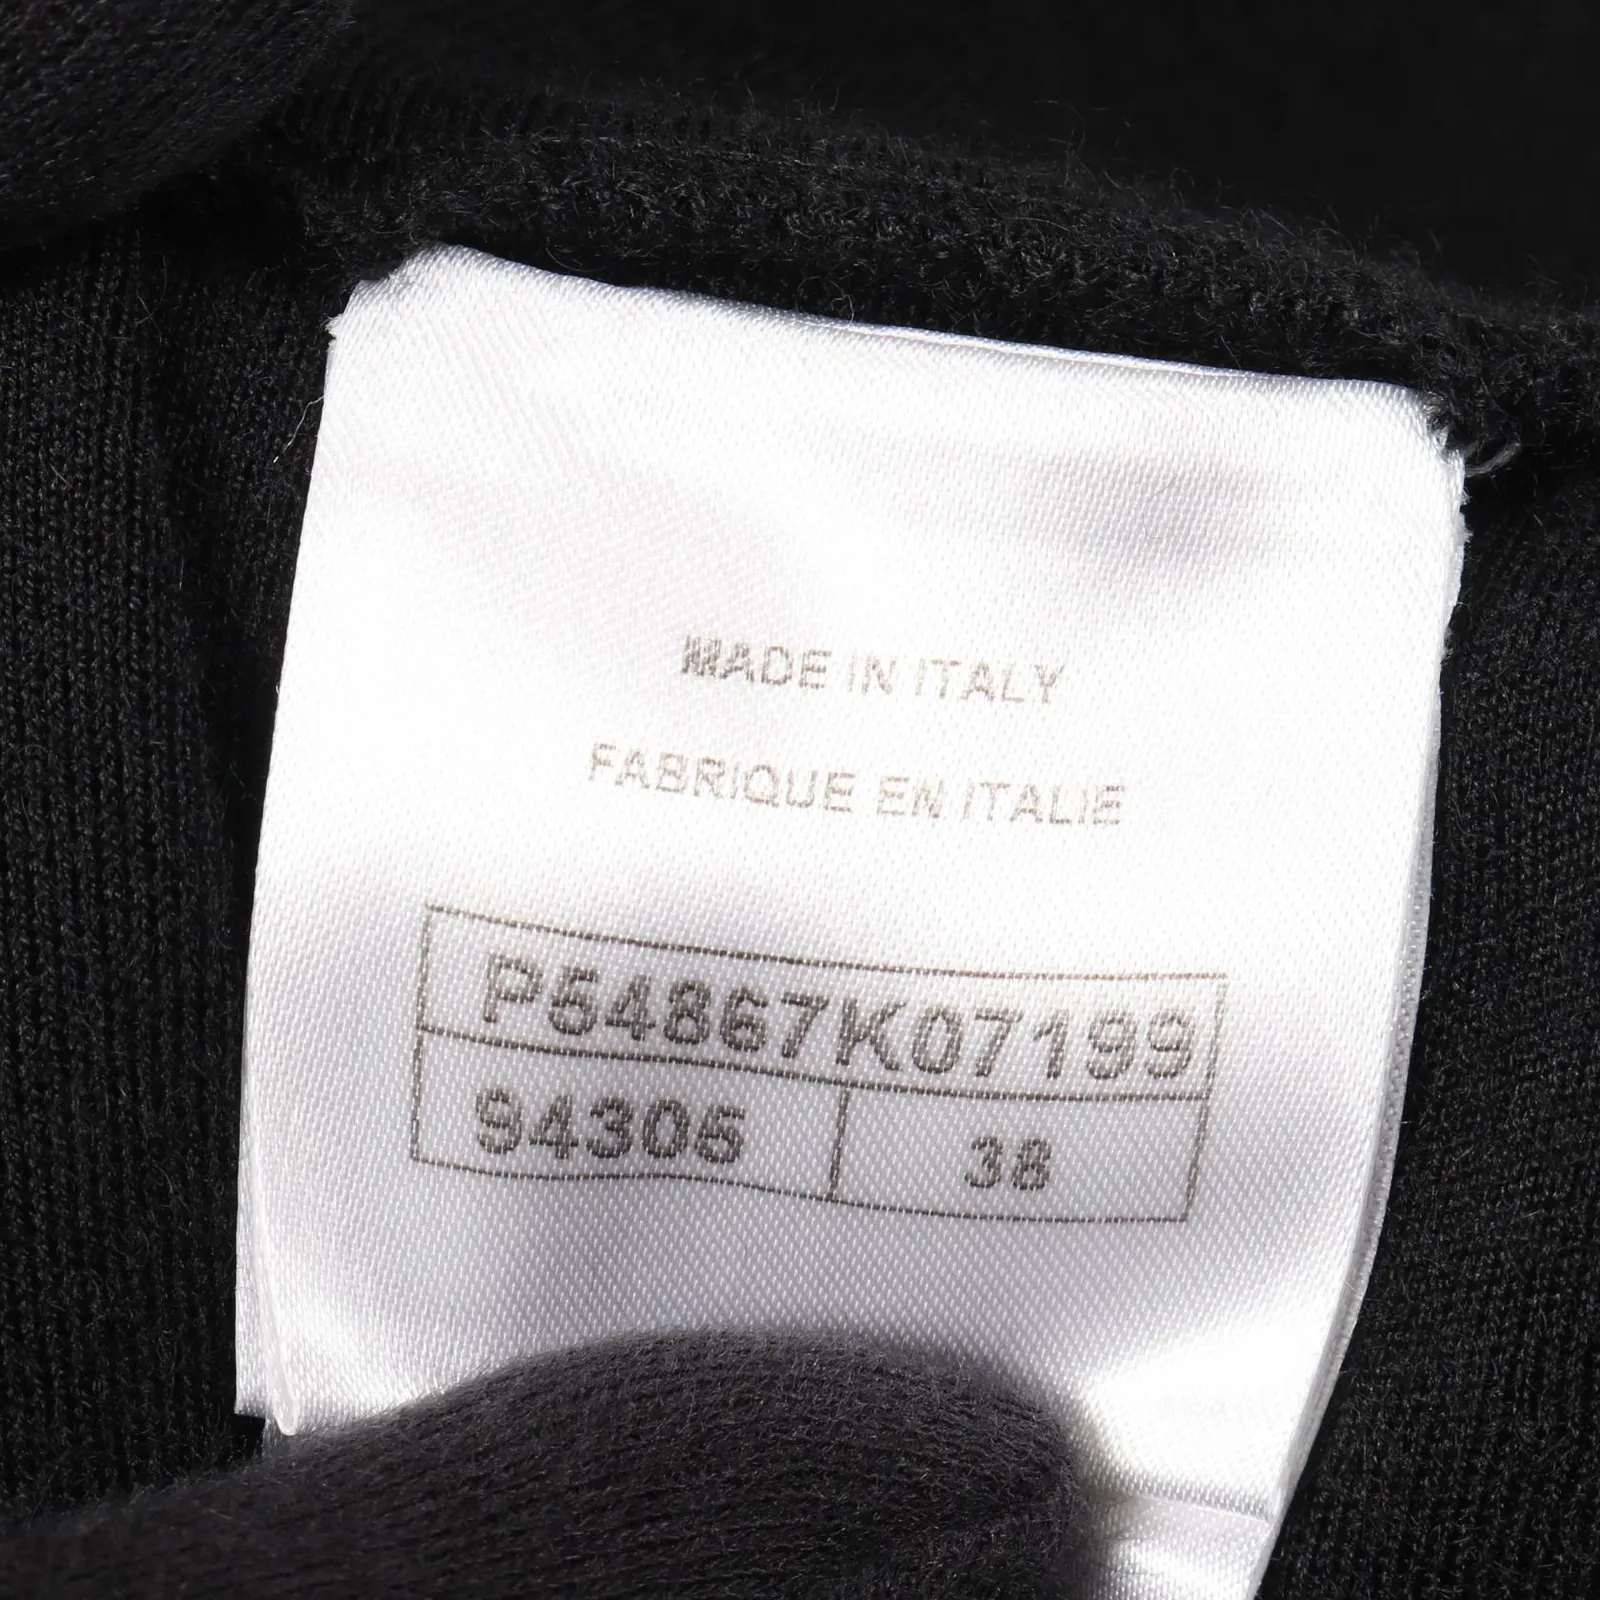 MADE IN ITALY
FABRIQUE EN ITALIE
P54867K07199
94305 38